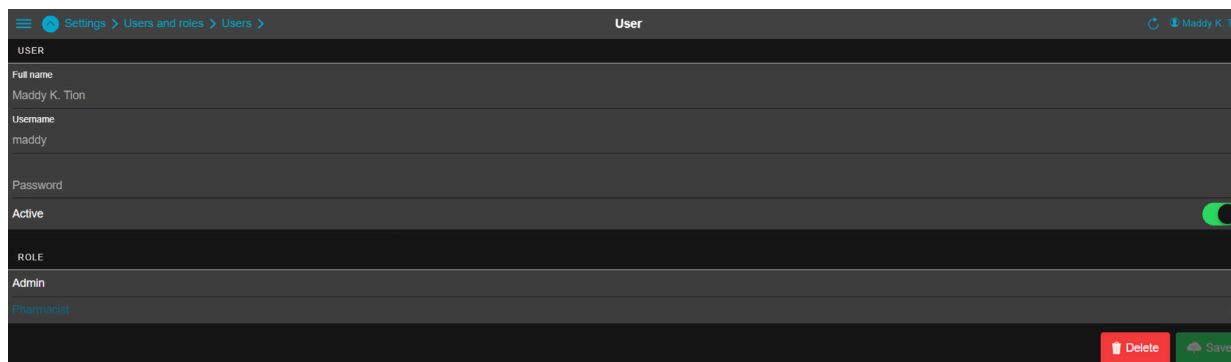 Settings > Users and roles > Users >
User
Maddy K. T
USER
Full name
Maddy K. Tion
Username
maddy
Password
Active
ROLE
Admin
Pharmacist
Delete
Save